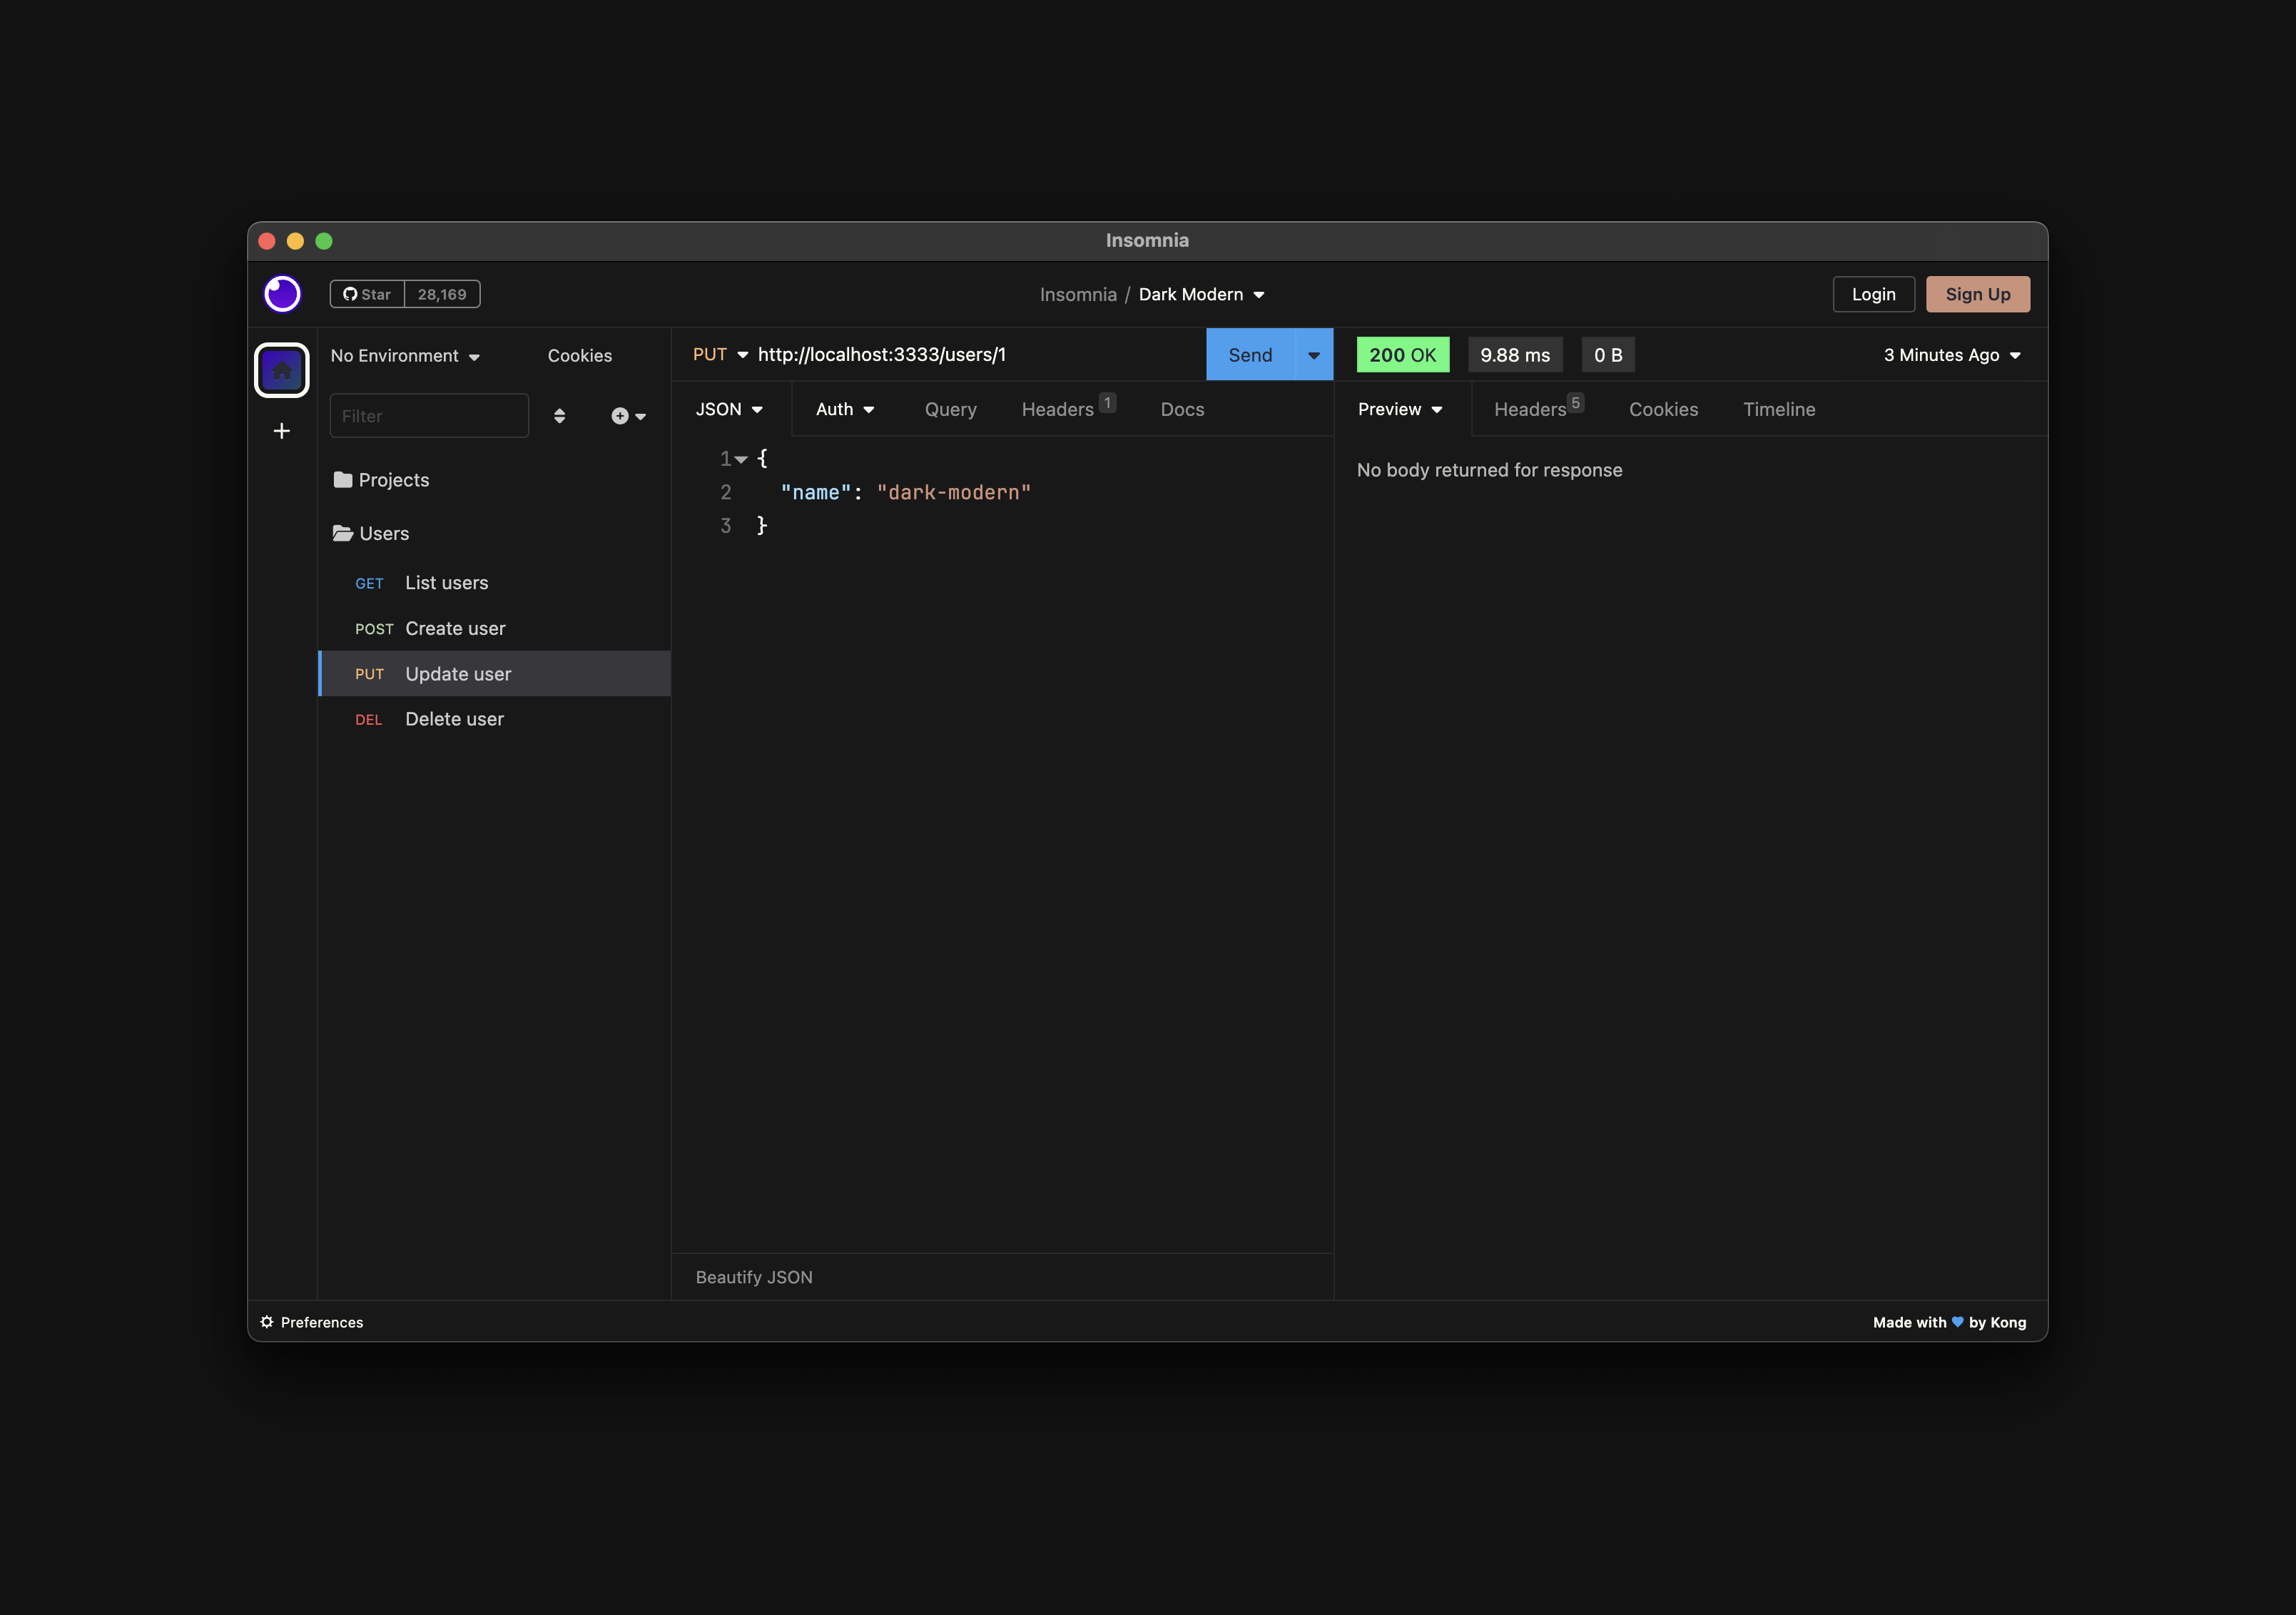 Insomnia
Star 28,169
Insomnia / Dark Modern
Login
Sign Up
No Environment
Cookies
Filter
Projects
Users
GET List users
POST Create user
PUT Update user
DEL Delete user
PUT http://localhost:3333/users/1
Send
JSON
Auth
Query
Headers 1
Docs
1 {
2 "name": "dark-modern"
3 }
Beautify JSON
200 OK
9.88 ms
0 B
3 Minutes Ago
Preview
Headers 5
Cookies
Timeline
No body returned for response
Preferences
Made with by Kong